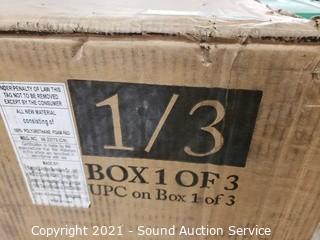 UNDER PENALTY OF LAW THIS
TAG NOT TO BE REMOVED
EXCEPT BY THE CONSUMER
ALL NEW MATERIAL
consisting of
100% POLYURETHANE FOAM PAD
1/3
BOX 1 OF 3
UPC on Box 1 of 3
Copyright 2021 - Sound Auction Service